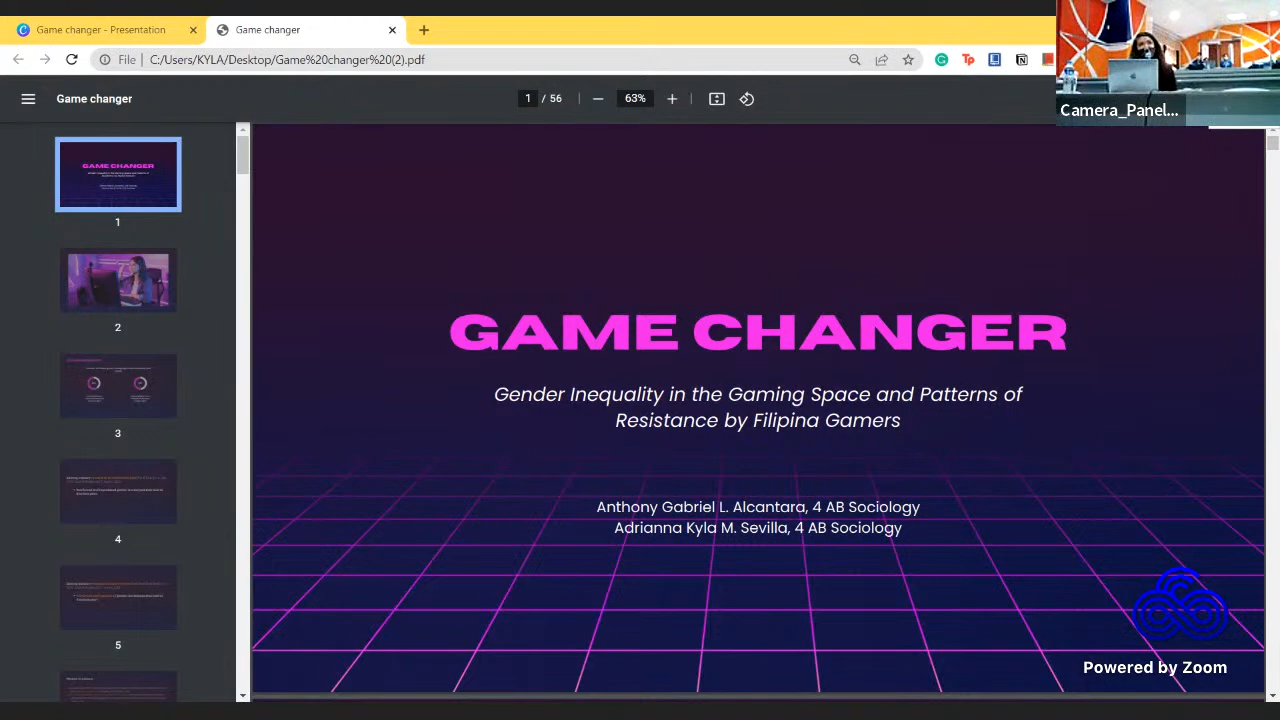 Game changer - Presentation
Game changer
File
C:/Users/KYLA/Desktop/Game%20changer%20(2).pdf
Game changer
1 / 56
63%
Camera_Panel...
1
2
3
4
5
GAME CHANGER
GAME CHANGER
Gender Inequality in the Gaming Space and Patterns of
Resistance by Filipina Gamers
Anthony Gabriel L. Alcantara, 4 AB Sociology
Adrianna Kyla M. Sevilla, 4 AB Sociology
Powered by Zoom